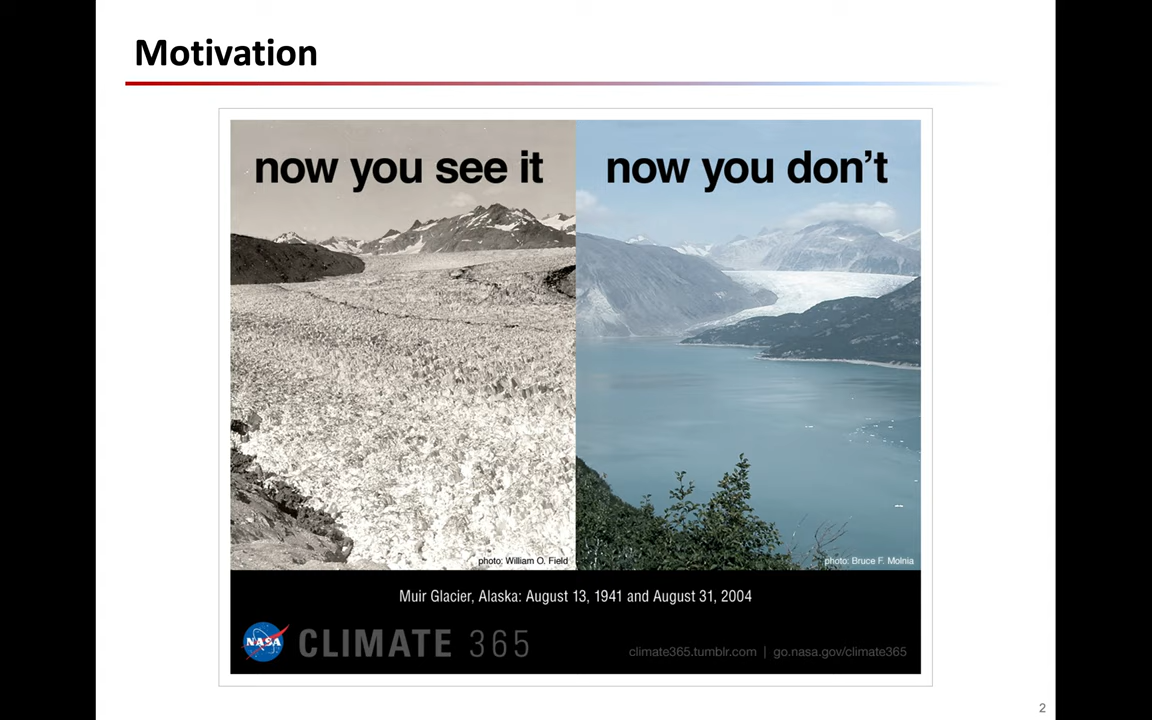 Motivation
now you see it
now you don't
photo: William O. Field
photo: Bruce F. Molnia
Muir Glacier, Alaska: August 13, 1941 and August 31, 2004
NASA
CLIMATE 365
climate365.tumblr.com | go.nasa.gov/climate365
2